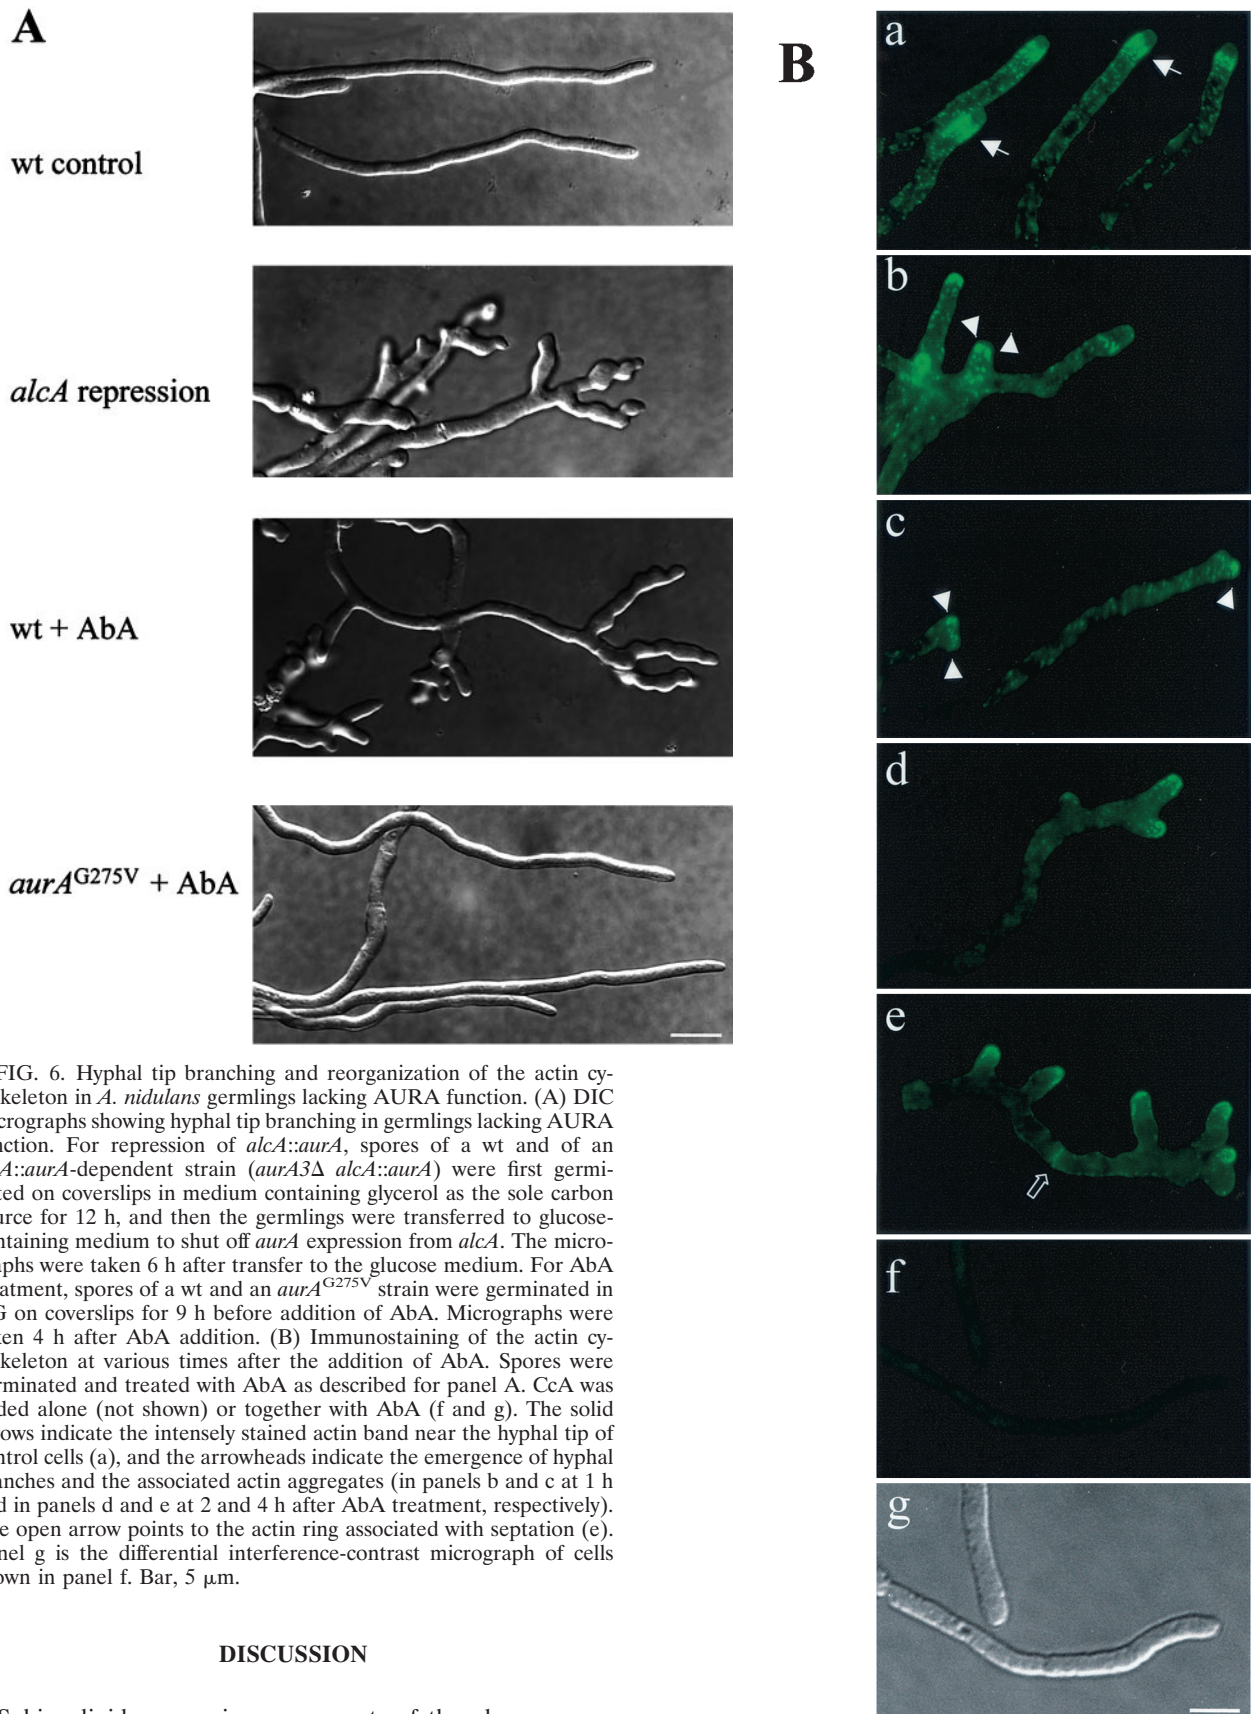 A
wt control
alcA repression
wt + AbA
aurA^G275V + AbA
B
a
b
c
d
e
f
g
FIG. 6. Hyphal tip branching and reorganization of the actin cy-
skeleton in A. nidulans germlings lacking AURA function. (A) DIC
crographs showing hyphal tip branching in germlings lacking AURA
nction. For repression of alcA::aurA, spores of a wt and of an
A::aurA-dependent strain (aurA3Δ alcA::aurA) were first germi-
ted on coverslips in medium containing glycerol as the sole carbon
urce for 12 h, and then the germlings were transferred to glucose-
ntaining medium to shut off aurA expression from alcA. The micro-
aphs were taken 6 h after transfer to the glucose medium. For AbA
eatment, spores of a wt and an aurA^G275V strain were germinated in
G on coverslips for 9 h before addition of AbA. Micrographs were
ken 4 h after AbA addition. (B) Immunostaining of the actin cy-
skeleton at various times after the addition of AbA. Spores were
rminated and treated with AbA as described for panel A. CcA was
ded alone (not shown) or together with AbA (f and g). The solid
rows indicate the intensely stained actin band near the hyphal tip of
ntrol cells (a), and the arrowheads indicate the emergence of hyphal
anches and the associated actin aggregates (in panels b and c at 1 h
d in panels d and e at 2 and 4 h after AbA treatment, respectively).
e open arrow points to the actin ring associated with septation (e).
nel g is the differential interference-contrast micrograph of cells
own in panel f. Bar, 5 μm.
DISCUSSION